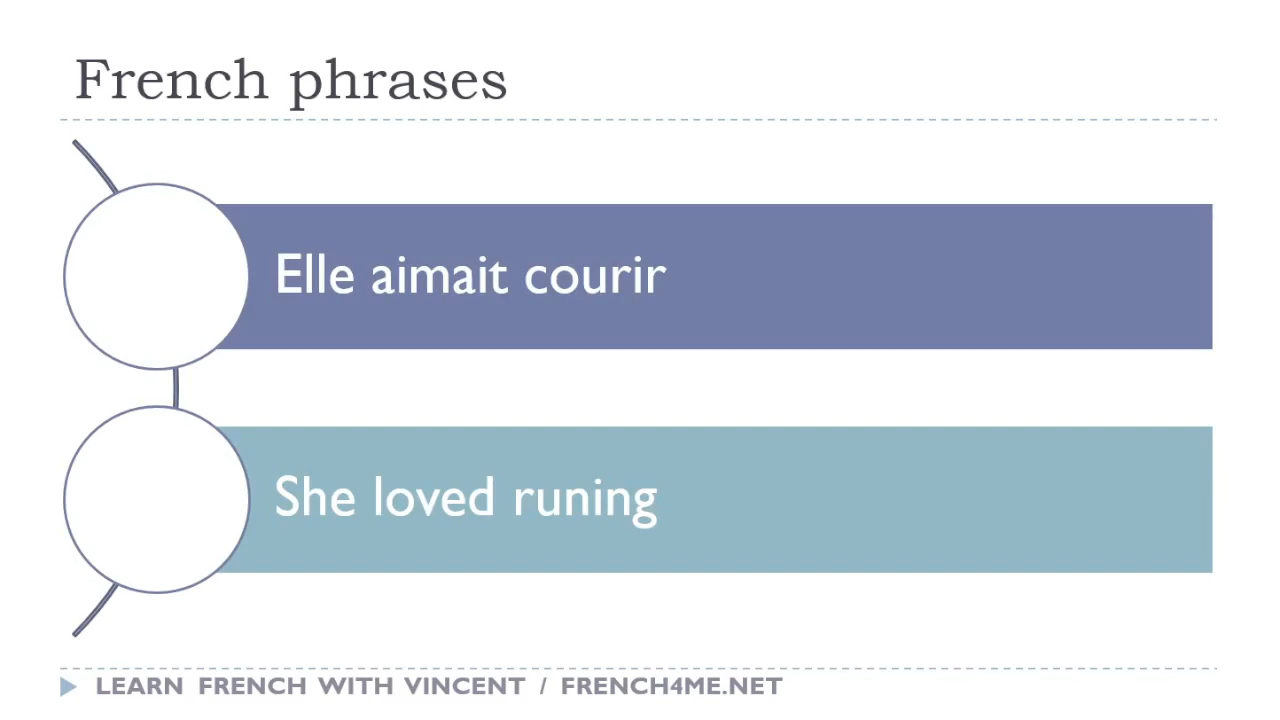 French phrases
Elle aimait courir
She loved runing
LEARN FRENCH WITH VINCENT / FRENCH4ME.NET